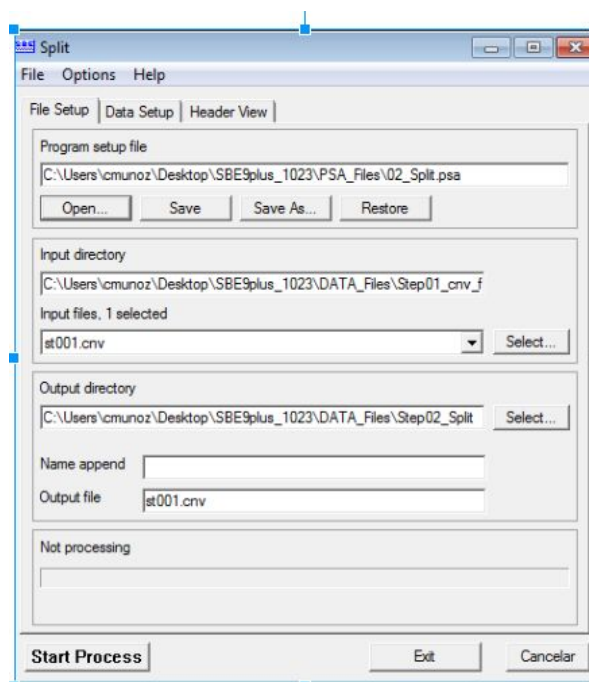 Split
File Options Help
File Setup Data Setup Header View
Program setup file
C:\Users\cmunoz\Desktop\SBE9plus_1023\PSA_Files\02_Split.psa
Open... Save Save As... Restore
Input directory
C:\Users\cmunoz\Desktop\SBE9plus_1023\DATA_Files\Step01_cnv_f
Input files, 1 selected
st001.cnv Select...
Output directory
C:\Users\cmunoz\Desktop\SBE9plus_1023\DATA_Files\Step02_Split Select...
Name append
Output file st001.cnv
Not processing
Start Process Exit Cancelar